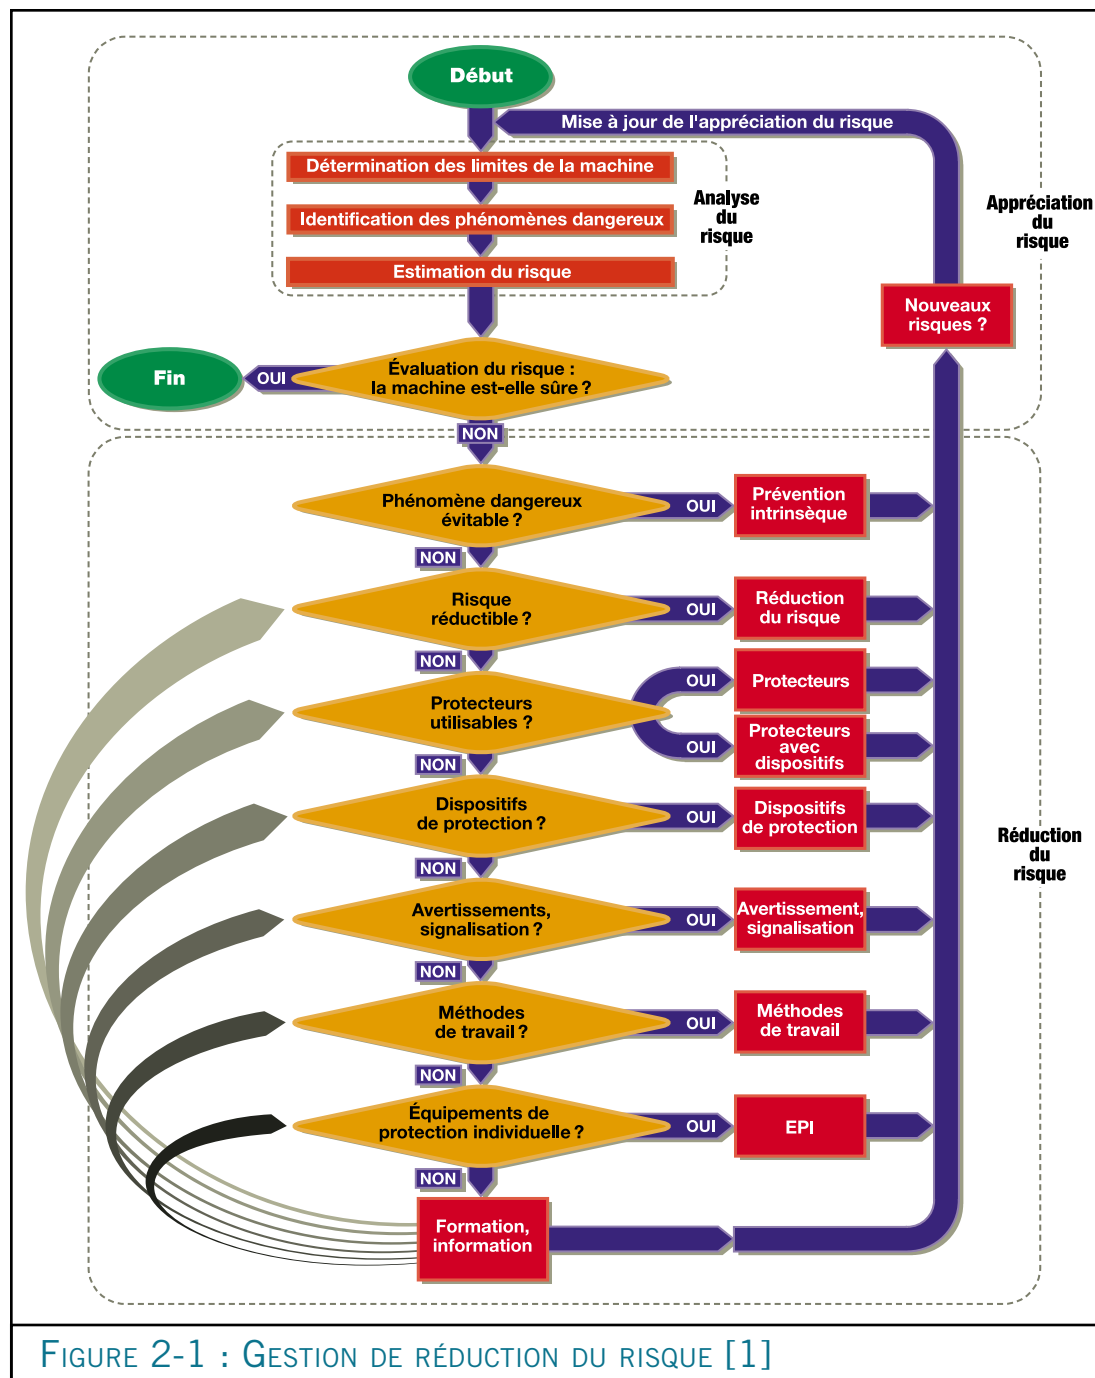 Début
Mise à jour de l'appréciation du risque
Détermination des limites de la machine
Identification des phénomènes dangereux
Estimation du risque
Analyse
du
risque
Appréciation
du
risque
Nouveaux
risques ?
Évaluation du risque :
la machine est-elle sûre ?
OUI
Fin
NON
Phénomène dangereux
évitable ?
OUI
Prévention
intrinsèque
NON
Risque
réductible ?
OUI
Réduction
du risque
NON
Protecteurs
utilisables ?
OUI
Protecteurs
OUI
Protecteurs
avec
dispositifs
NON
Dispositifs
de protection ?
OUI
Dispositifs
de protection
Réduction
du
risque
NON
Avertissements,
signalisation ?
OUI
Avertissement,
signalisation
NON
Méthodes
de travail ?
OUI
Méthodes
de travail
NON
Équipements de
protection individuelle ?
OUI
EPI
NON
Formation,
information
FIGURE 2-1 : GESTION DE RÉDUCTION DU RISQUE [1]